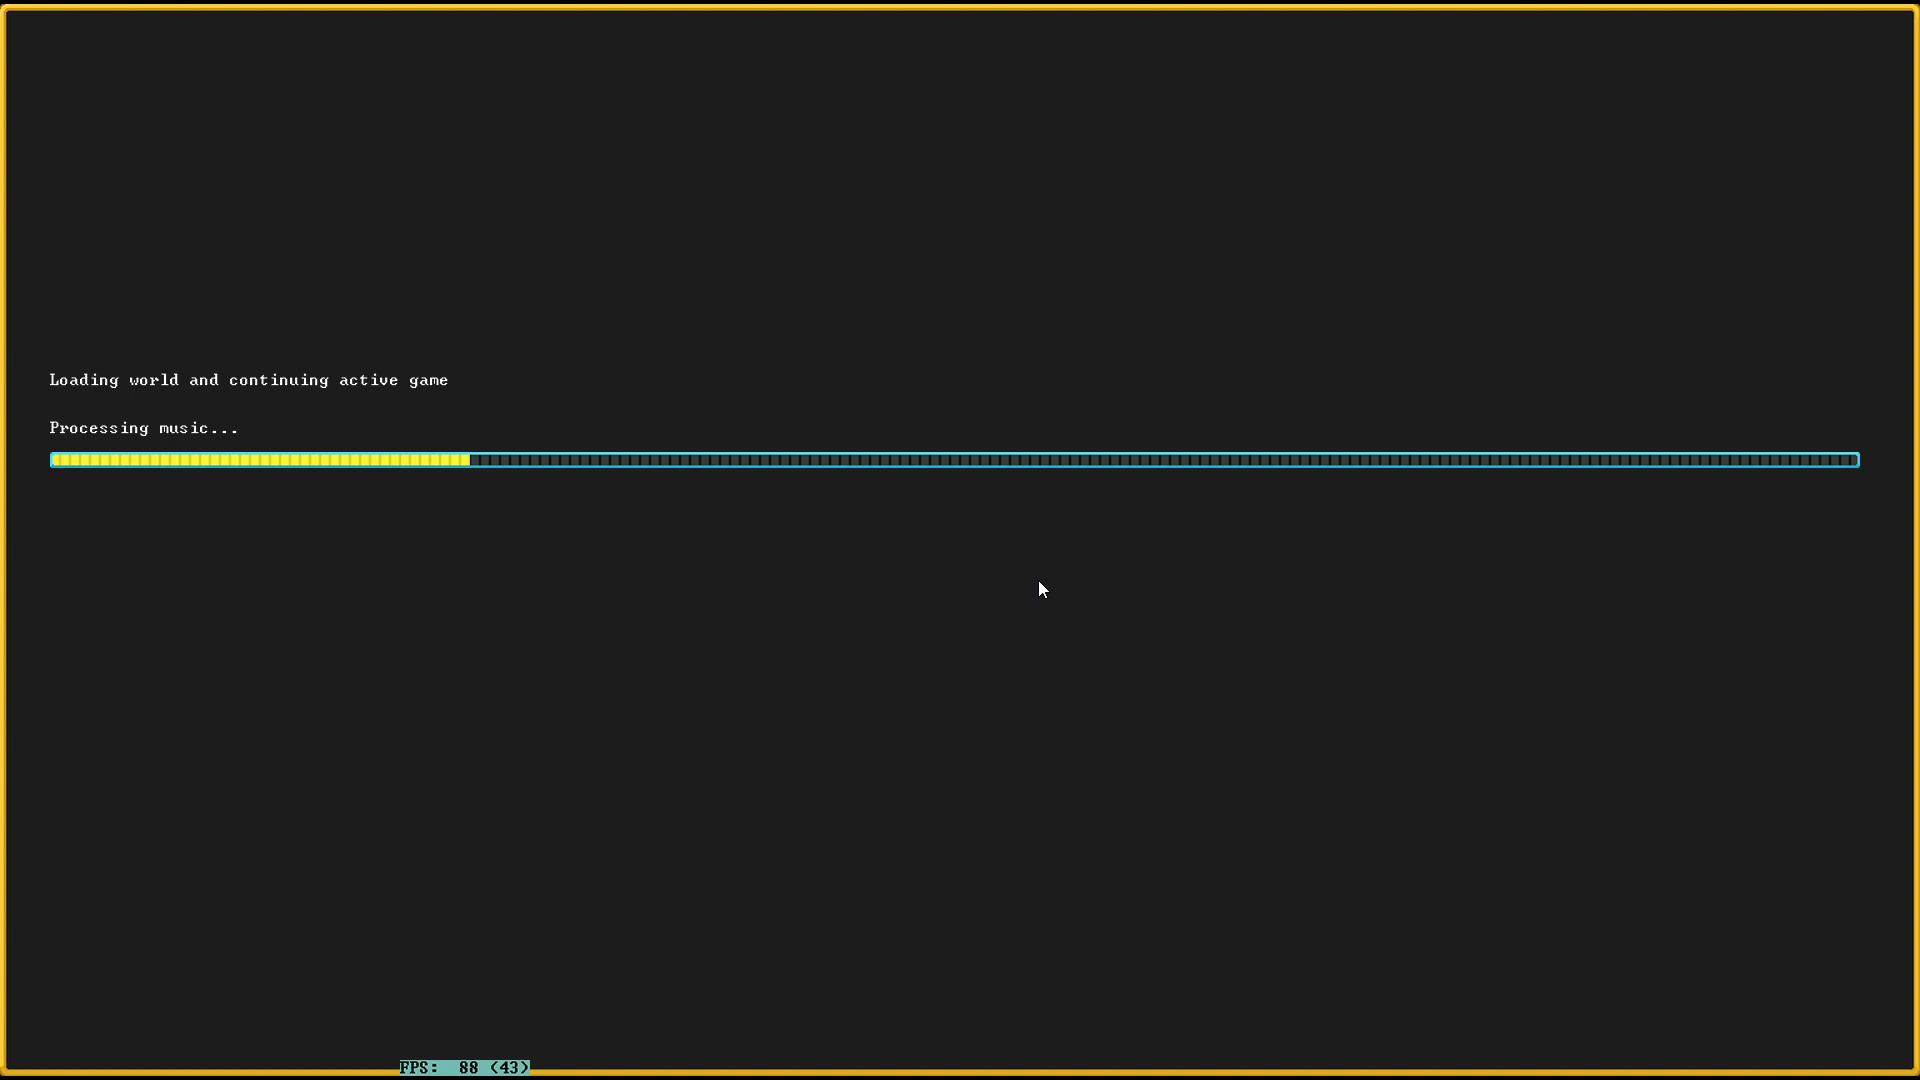 Loading world and continuing active game
Processing music...
FPS:  88 (43)